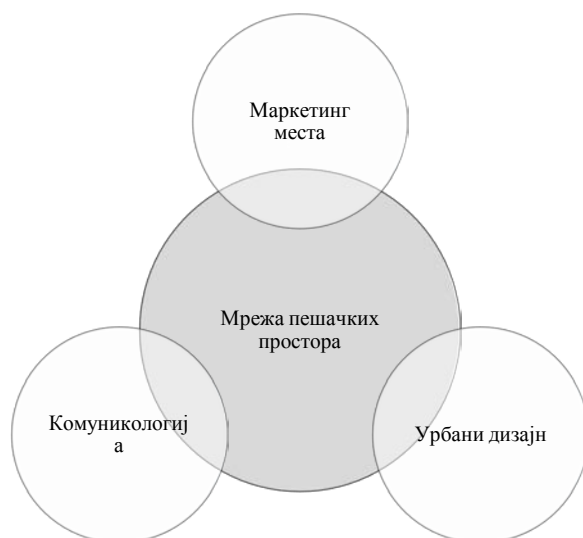 Маркетинг
места
Мрежа пешачких
простора
Комуникологиј
а
Урбани дизајн